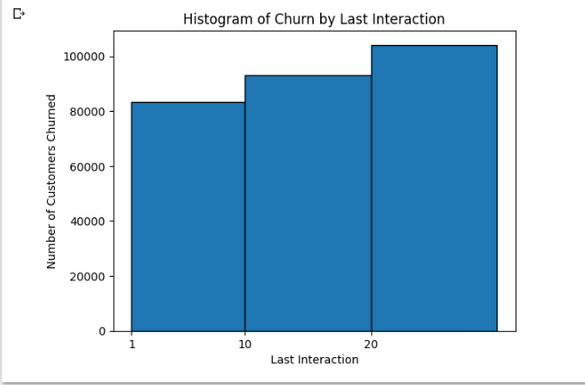 Histogram of Churn by Last Interaction
100000
80000
60000
40000
20000
0
Number of Customers Churned
1 10 20
Last Interaction